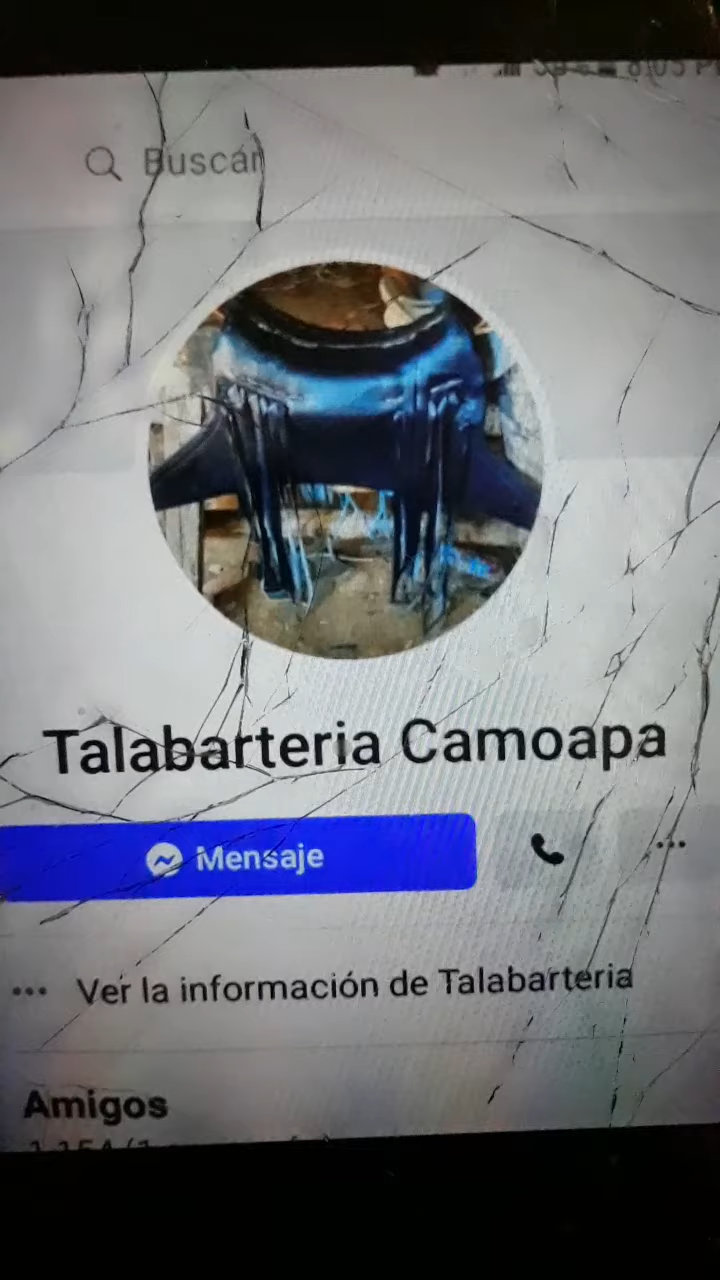 Buscar
Talabarteria Camoapa
Mensaje
Ver la información de Talabarteria
Amigos